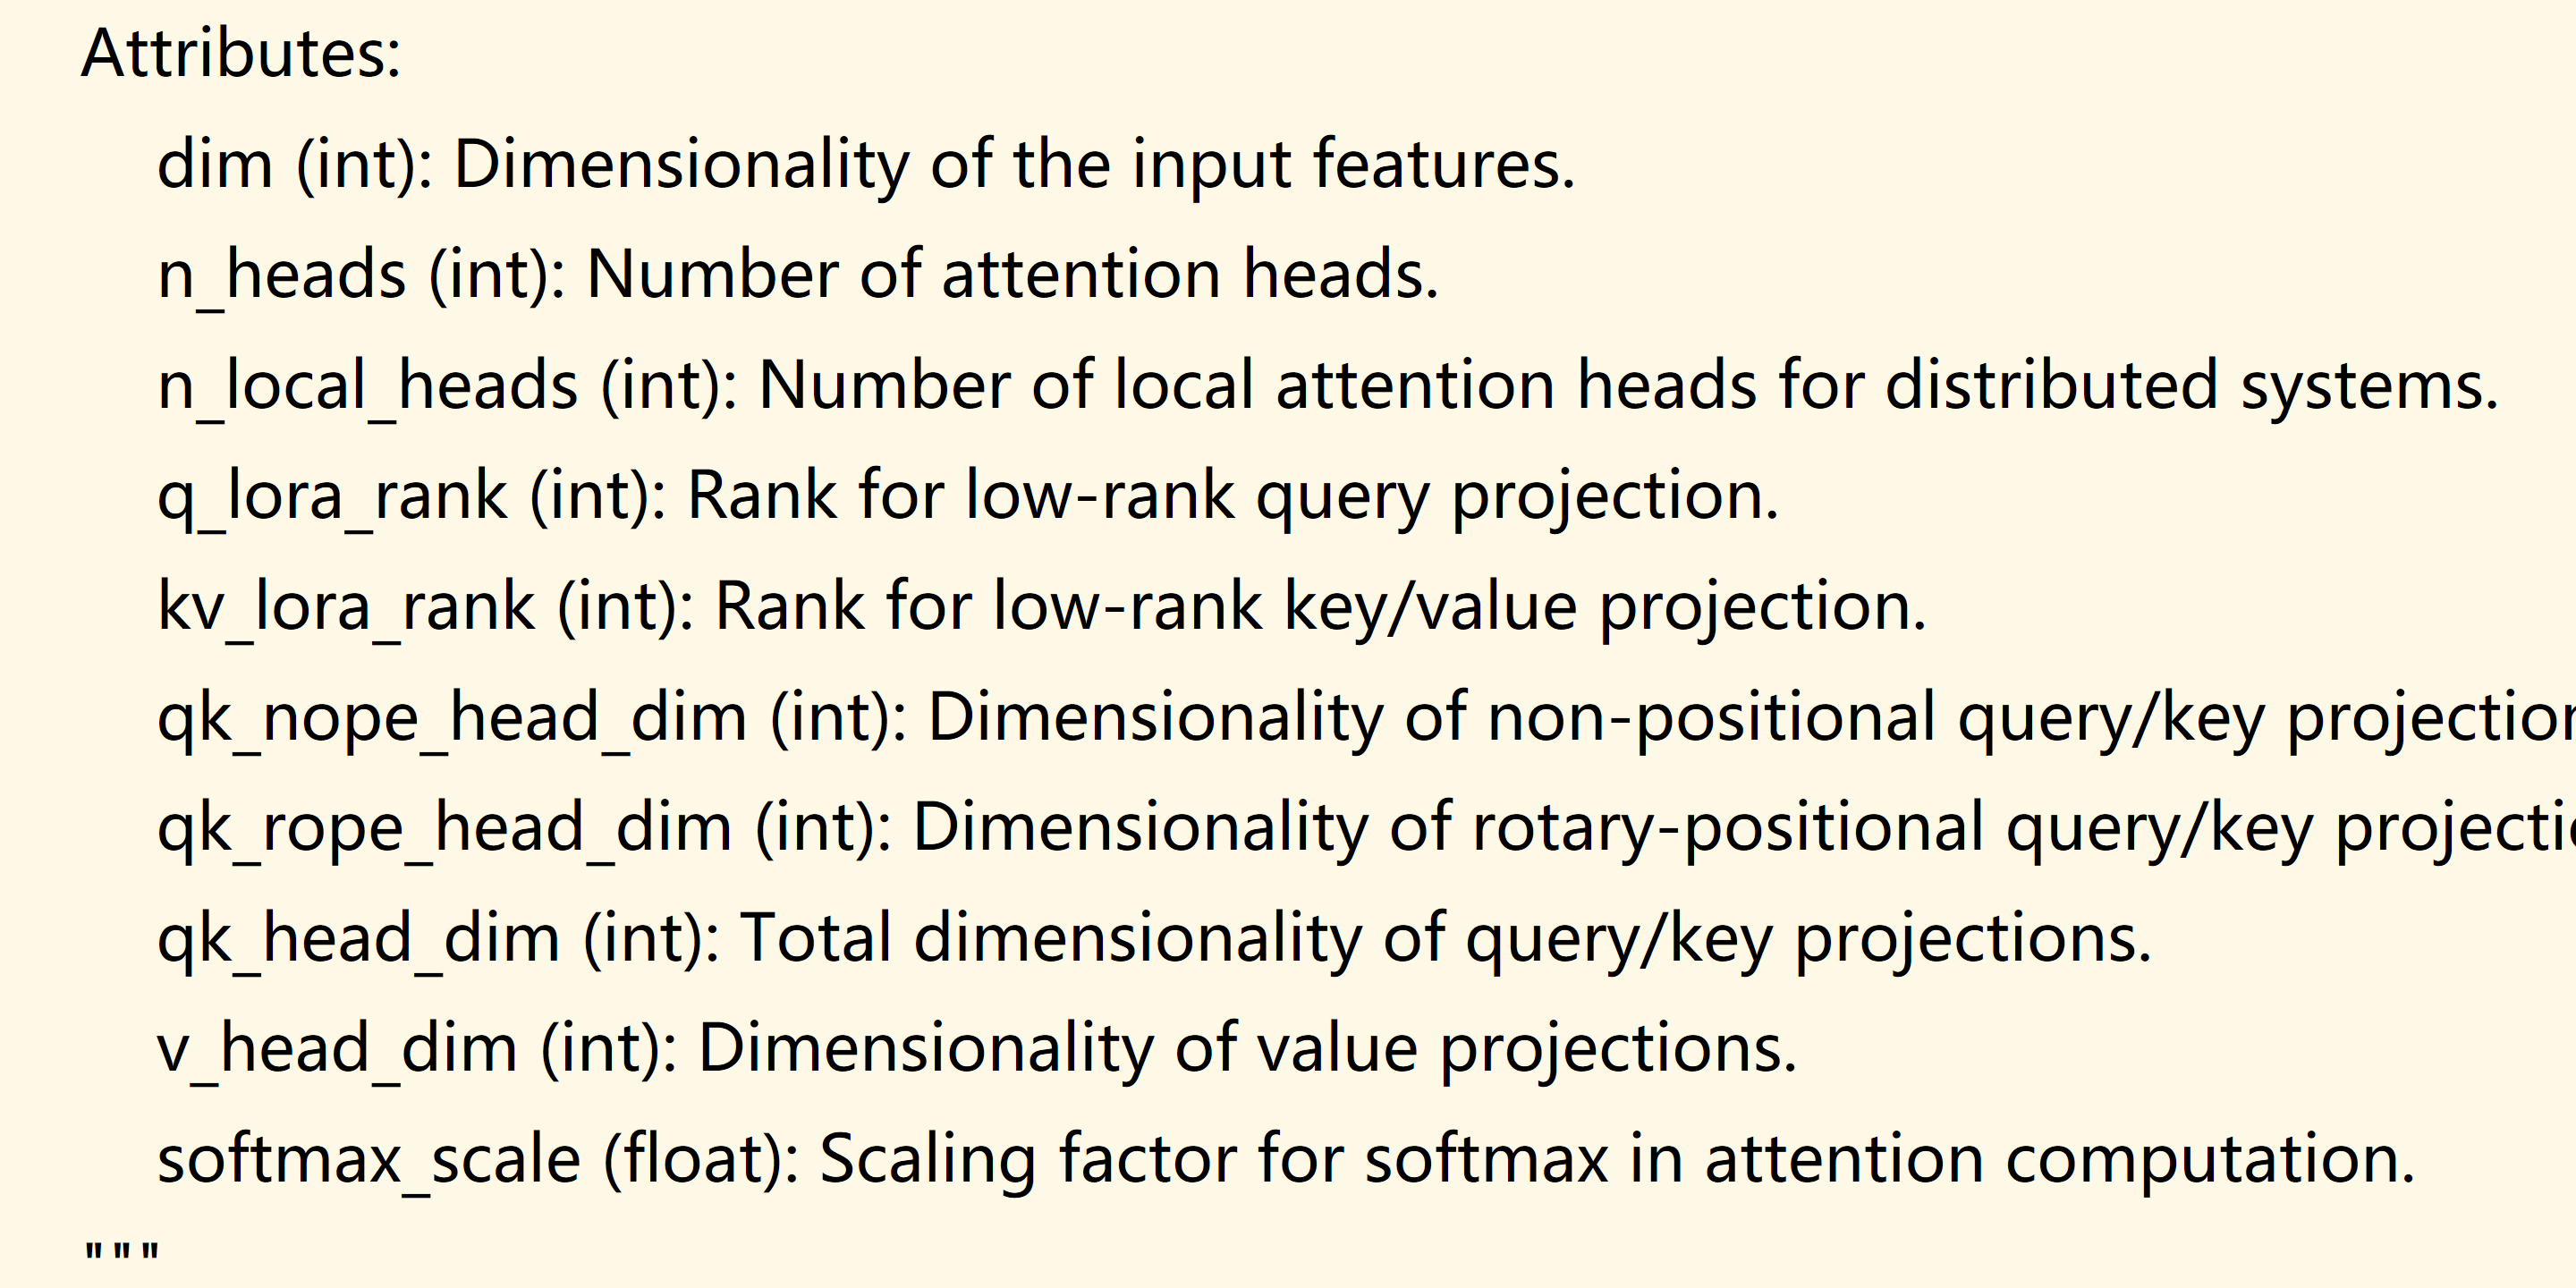 Attributes:
dim (int): Dimensionality of the input features.
n_heads (int): Number of attention heads.
n_local_heads (int): Number of local attention heads for distributed systems.
q_lora_rank (int): Rank for low-rank query projection.
kv_lora_rank (int): Rank for low-rank key/value projection.
qk_nope_head_dim (int): Dimensionality of non-positional query/key
qk_rope_head_dim (int): Dimensionality of rotary-positional query/key
qk_head_dim (int): Total dimensionality of query/key projections.
v_head_dim (int): Dimensionality of value projections.
softmax_scale (float): Scaling factor for softmax in attention computation.
"""